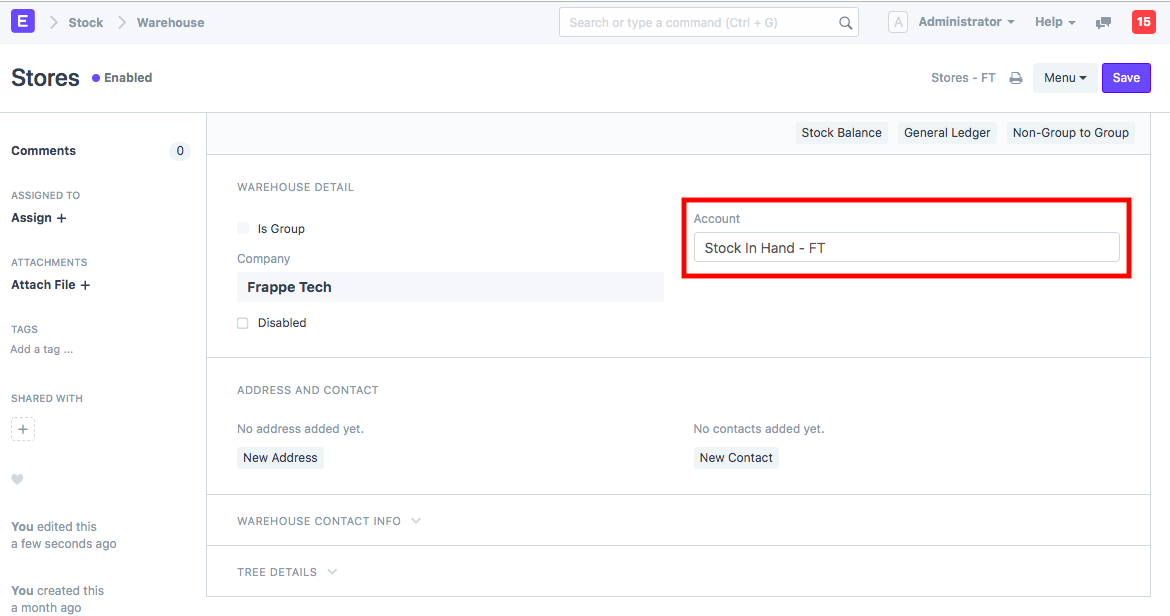 E Stock Warehouse Search or type a command (Ctrl + G) A Administrator Help 15
Stores Enabled Stores - FT Menu Save
Stock Balance General Ledger Non-Group to Group
Comments 0
ASSIGNED TO
Assign +
ATTACHMENTS
Attach File +
TAGS
Add a tag ...
SHARED WITH
+
You edited this
a few seconds ago
You created this
a month ago
WAREHOUSE DETAIL
Is Group
Company
Frappe Tech
Disabled
Account
Stock In Hand - FT
ADDRESS AND CONTACT
No address added yet.
New Address
No contacts added yet.
New Contact
WAREHOUSE CONTACT INFO
TREE DETAILS